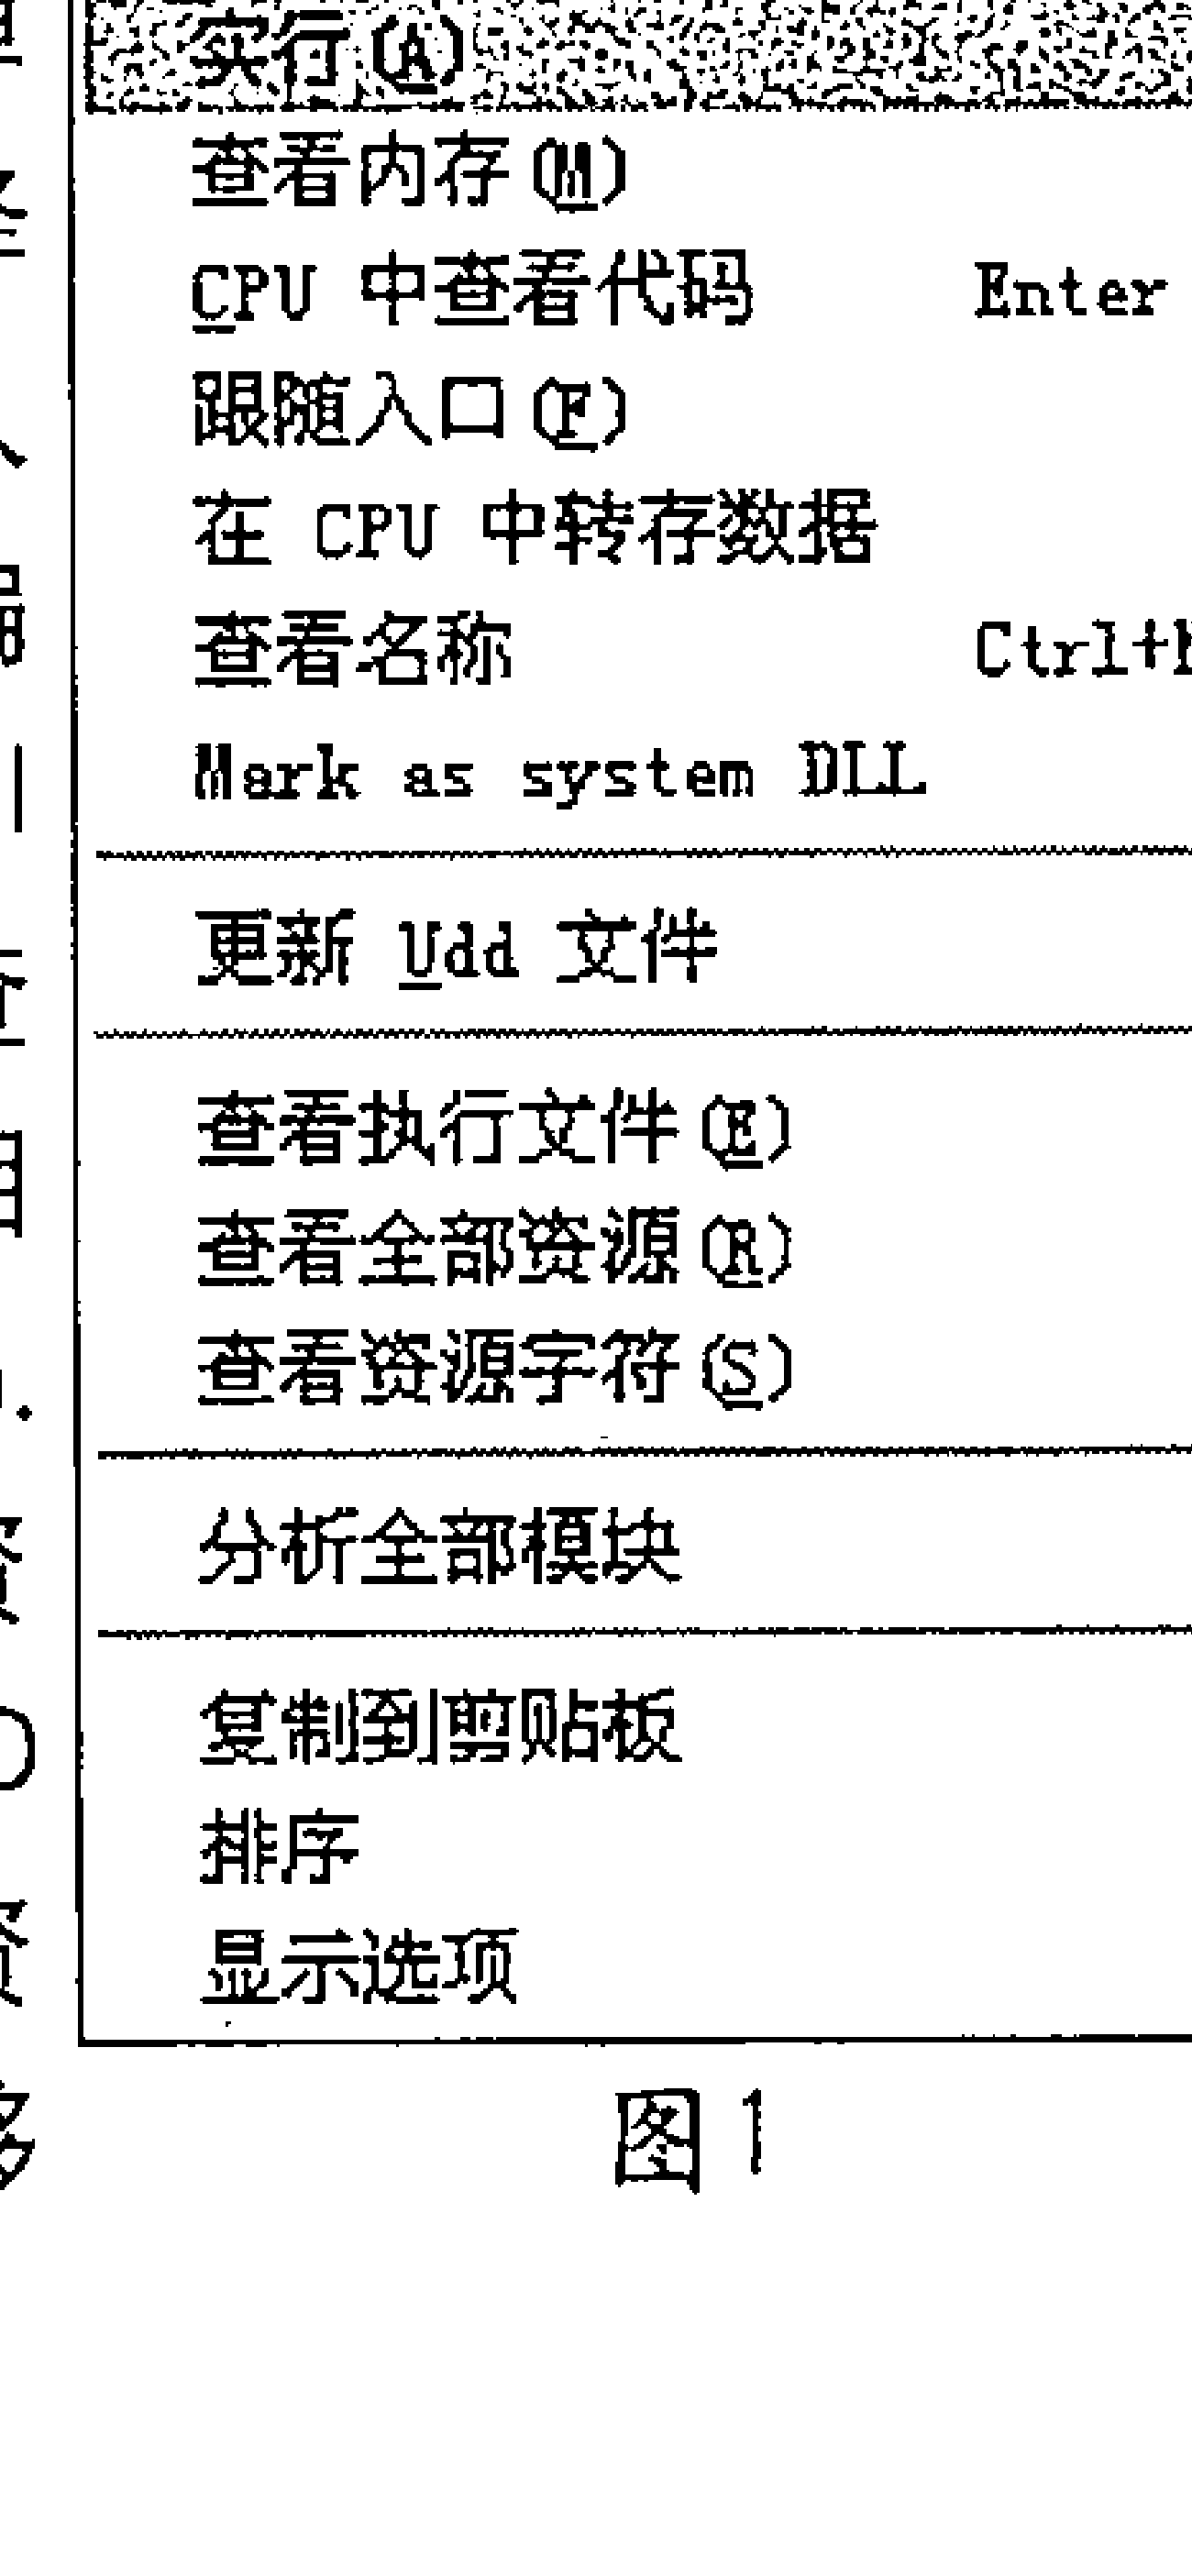 实行(A)
查看内存(M)
CPU 中查看代码 Enter
跟随入口(F)
在 CPU 中转存数据
查看名称 Ctrl+N
Mark as system DLL
更新 Udd 文件
查看执行文件(E)
查看全部资源(R)
查看资源字符(S)
分析全部模块
复制到剪贴板
排序
显示选项
图 1